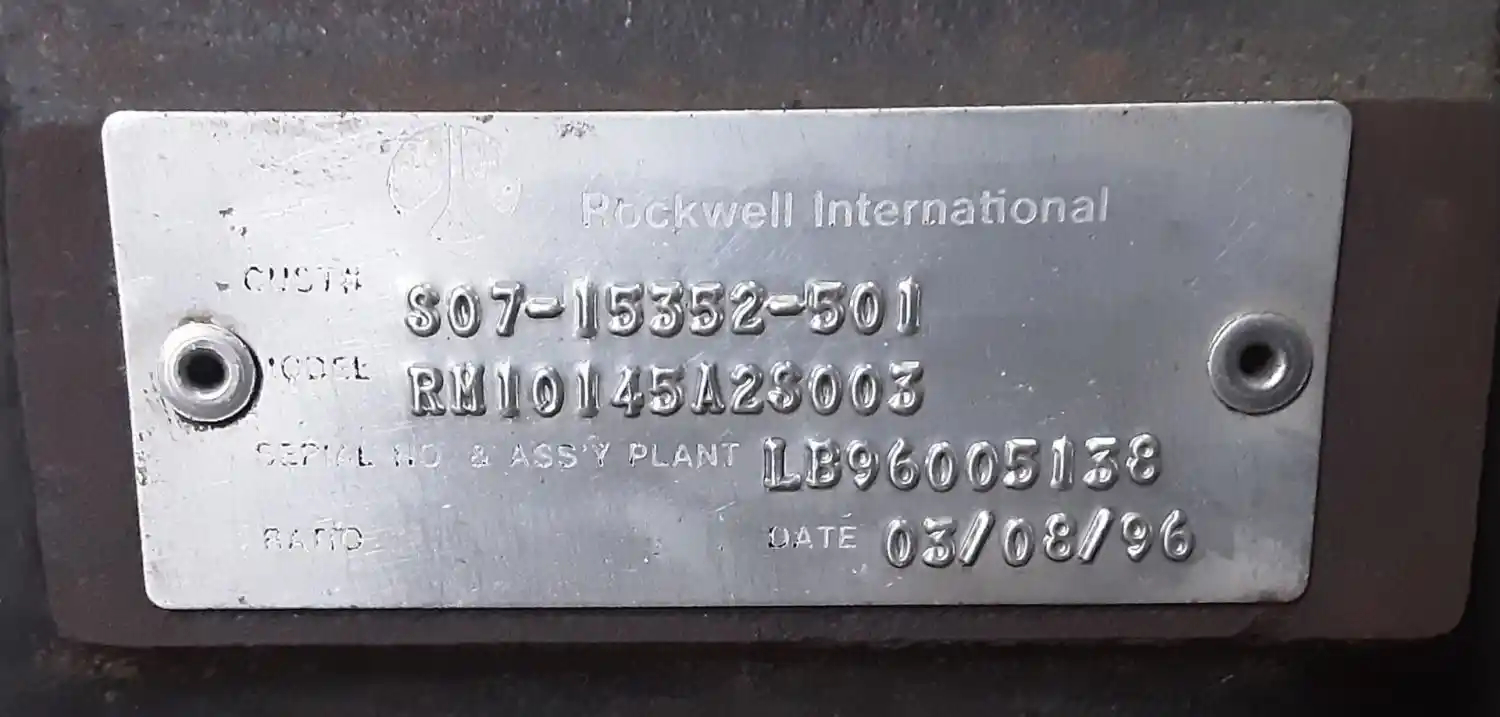 Rockwell International
CUST# S07-15352-501
MODEL RM10145A2S003
SERIAL NO & ASS'Y PLANT LB96005138
RATIO DATE 03/08/96